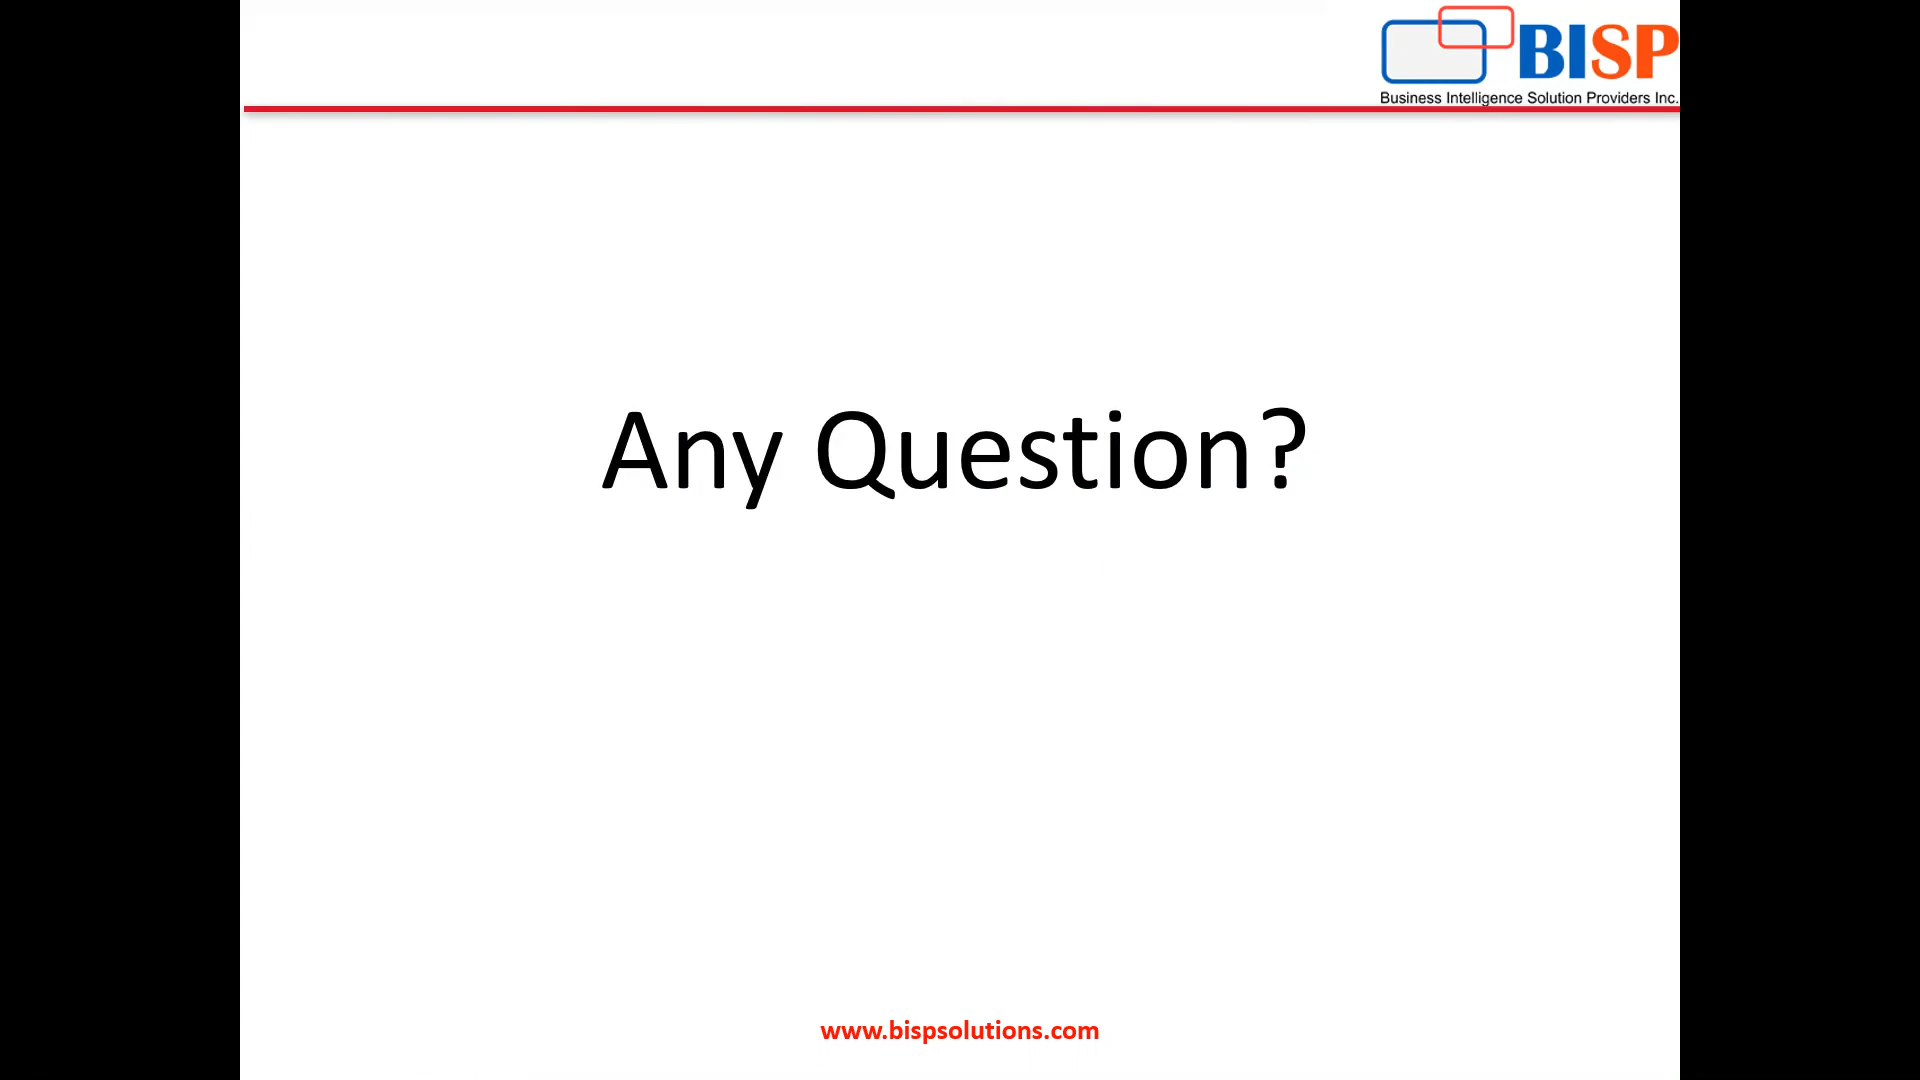 BISP
Business Intelligence Solution Providers Inc.
Any Question?
www.bispsolutions.com